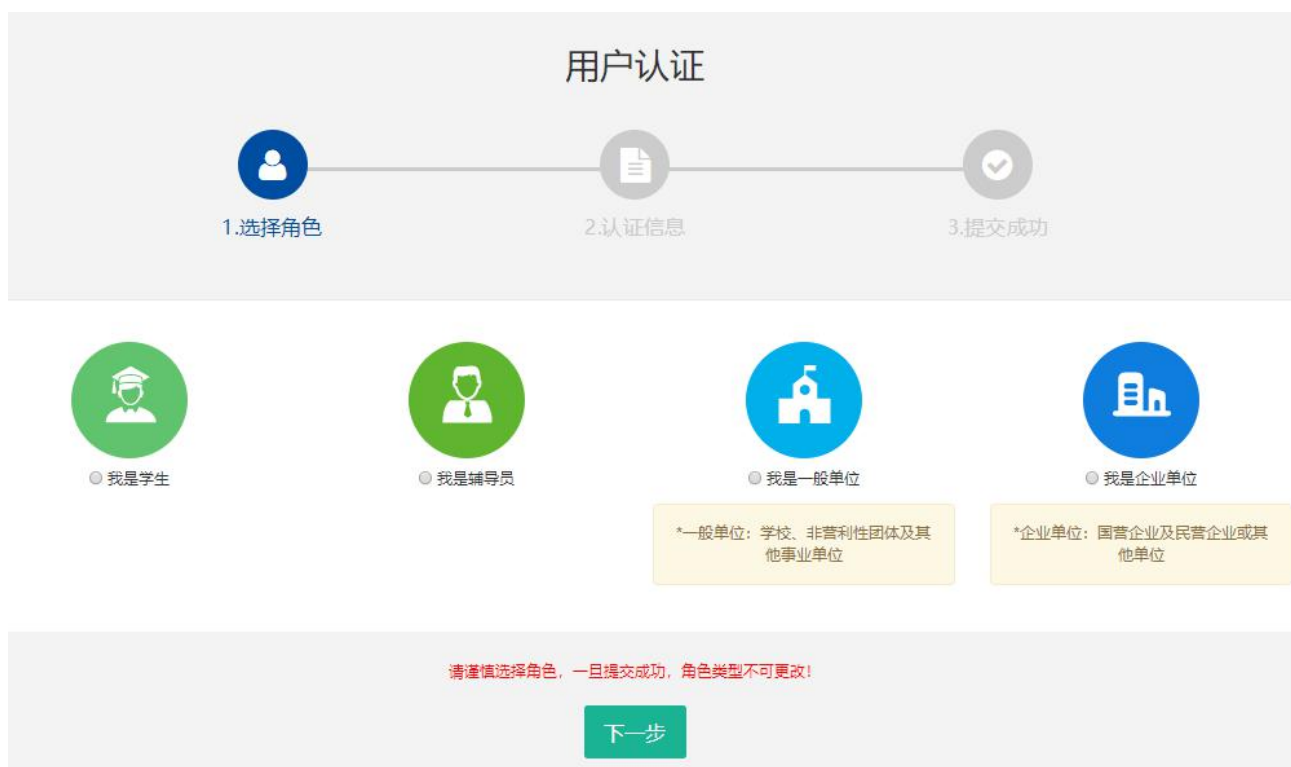 用户认证
1.选择角色
2.认证信息
3.提交成功
我是学生
我是辅导员
我是一般单位
我是企业单位
*一般单位：学校、非营利性团体及其
他事业单位
*企业单位：国营企业及民营企业或其
他单位
请谨慎选择角色，一旦提交成功，角色类型不可更改！
下一步